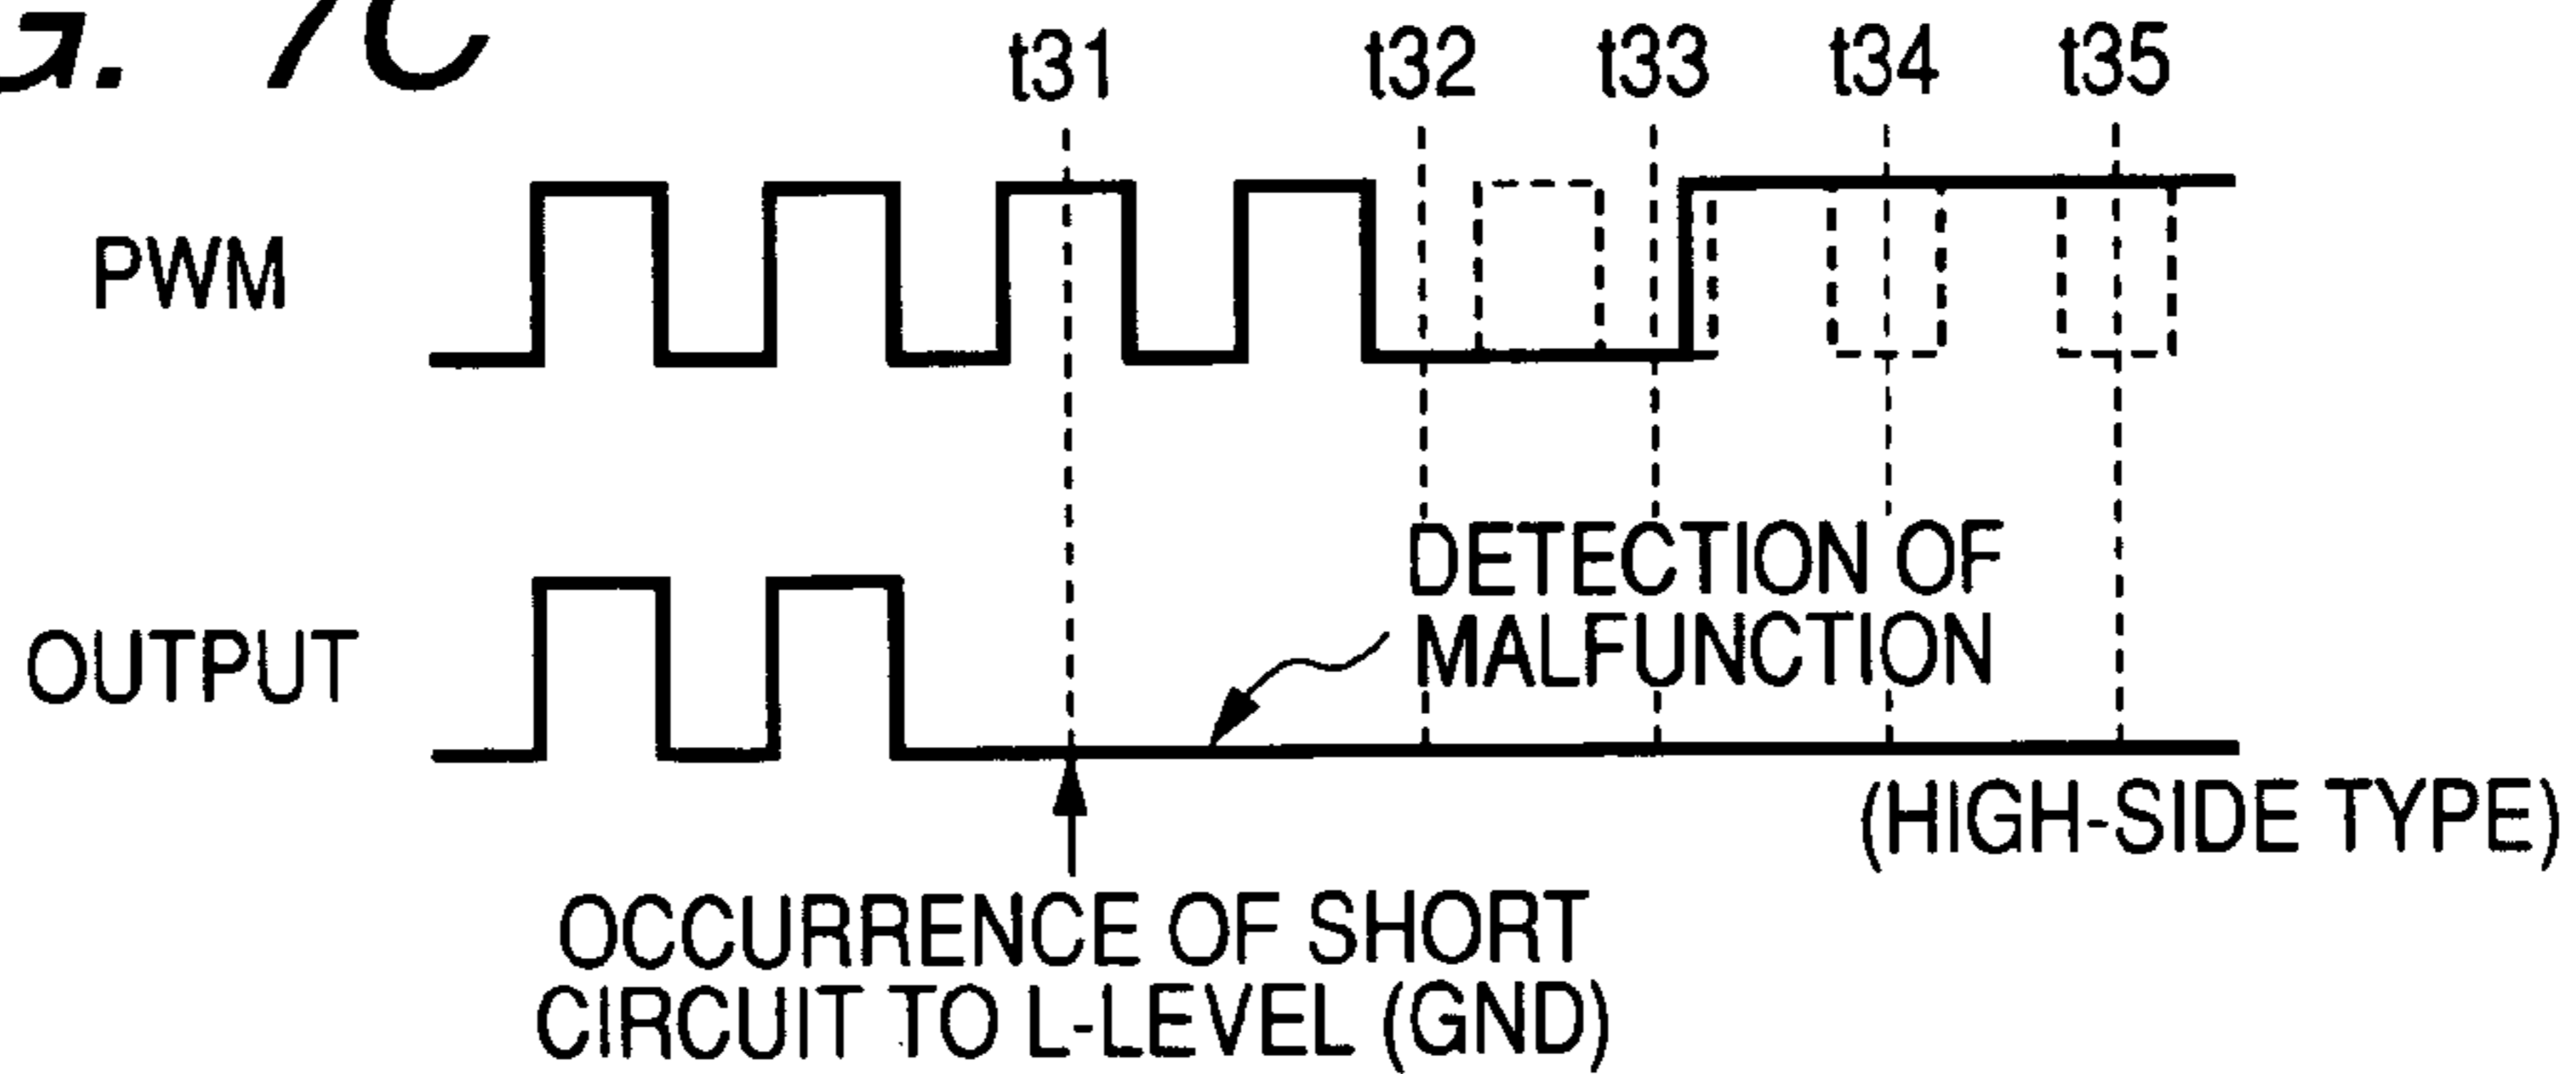 G. 7C
t31 t32 t33 t34 t35
PWM
OUTPUT
DETECTION OF
MALFUNCTION
(HIGH-SIDE TYPE)
OCCURRENCE OF SHORT
CIRCUIT TO L-LEVEL (GND)